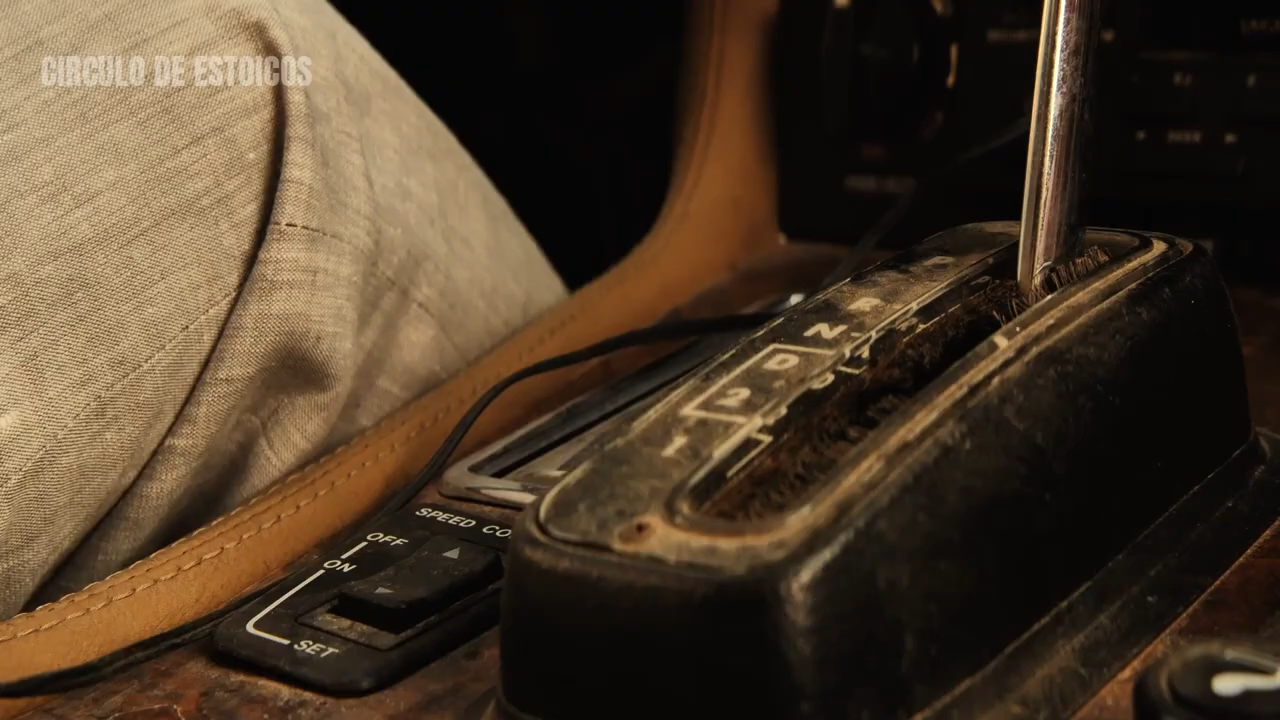 CIRCULO DE ESTOICOS
R
N
D
2
1
SPEED CO
OFF
ON
SET